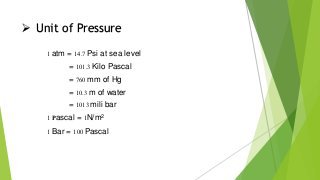 ➢ Unit of Pressure
1 atm = 14.7 Psi at sea level
= 101.3 Kilo Pascal
= 760 mm of Hg
= 10.3 m of water
= 1013 mili bar
1 Pascal = 1N/m²
1 Bar = 100 Pascal